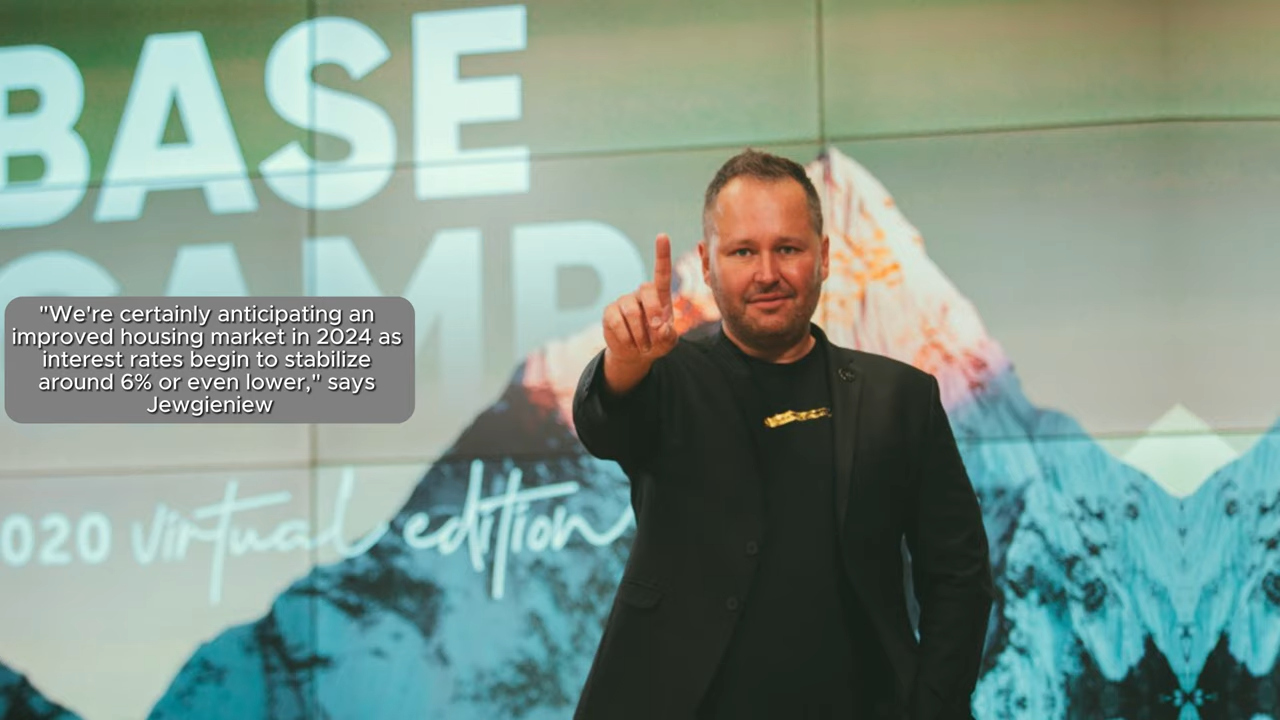 BASE
CAMP
"We're certainly anticipating an
improved housing market in 2024 as
interest rates begin to stabilize
around 6% or even lower," says
Jewgieniew
2020 virtual edition